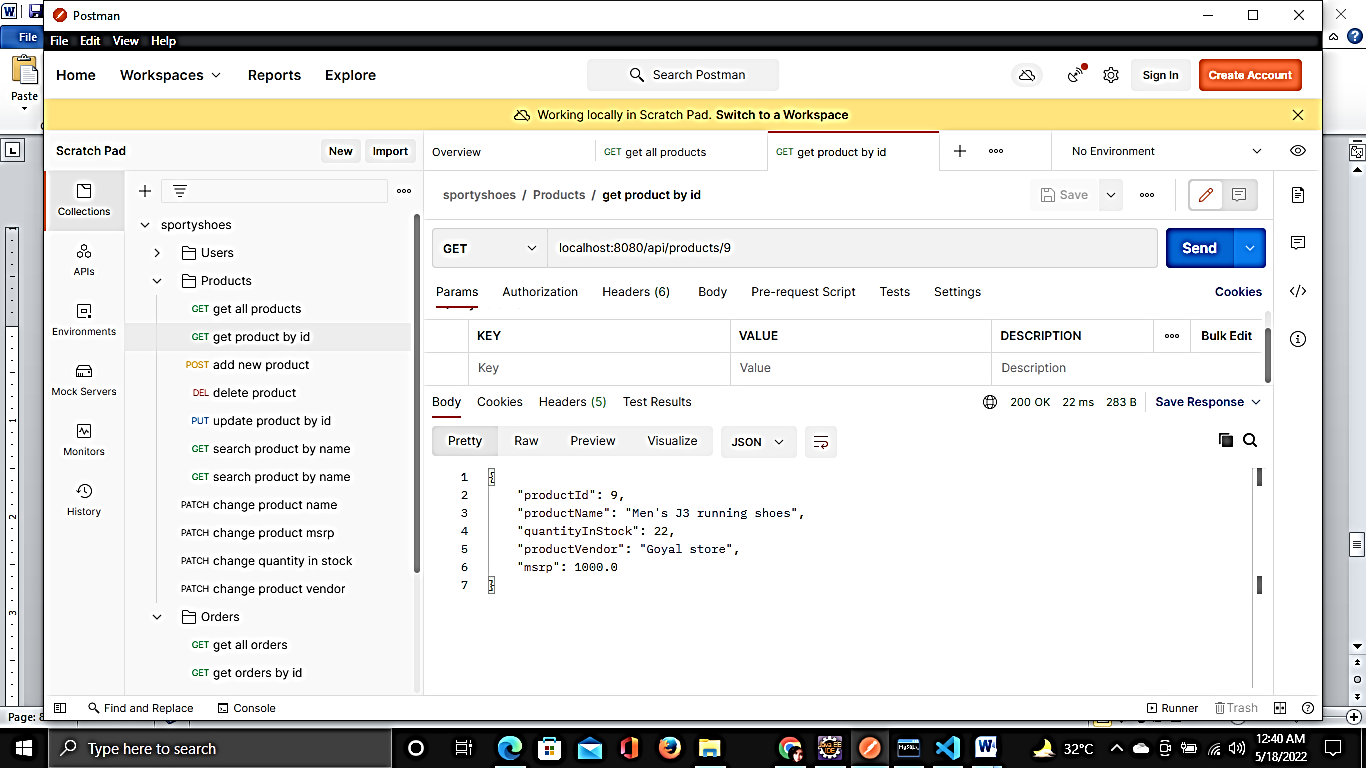 Postman
File
File Edit View Help
Paste
Home Workspaces Reports Explore
Search Postman
Sign In Create Account
Working locally in Scratch Pad. Switch to a Workspace
Scratch Pad New Import
Overview GET get all products GET get product by id No Environment
Collections
APIs
Environments
Mock Servers
Monitors
History
sportyshoes
Users
Products
GET get all products
GET get product by id
POST add new product
DEL delete product
PUT update product by id
GET search product by name
GET search product by name
PATCH change product name
PATCH change product msrp
PATCH change quantity in stock
PATCH change product vendor
Orders
GET get all orders
GET get orders by id
sportyshoes / Products / get product by id
Save
GET localhost:8080/api/products/9 Send
Params Authorization Headers (6) Body Pre-request Script Tests Settings Cookies
KEY VALUE DESCRIPTION Bulk Edit
Key Value Description
Body Cookies Headers (5) Test Results 200 OK 22 ms 283 B Save Response
Pretty Raw Preview Visualize JSON
1 {
2 "productId": 9,
3 "productName": "Men's J3 running shoes",
4 "quantityInStock": 22,
5 "productVendor": "Goyal store",
6 "msrp": 1000.0
7 }
Find and Replace Console Runner Trash
Page: 8
Type here to search
32°C
12:40 AM
5/18/2022